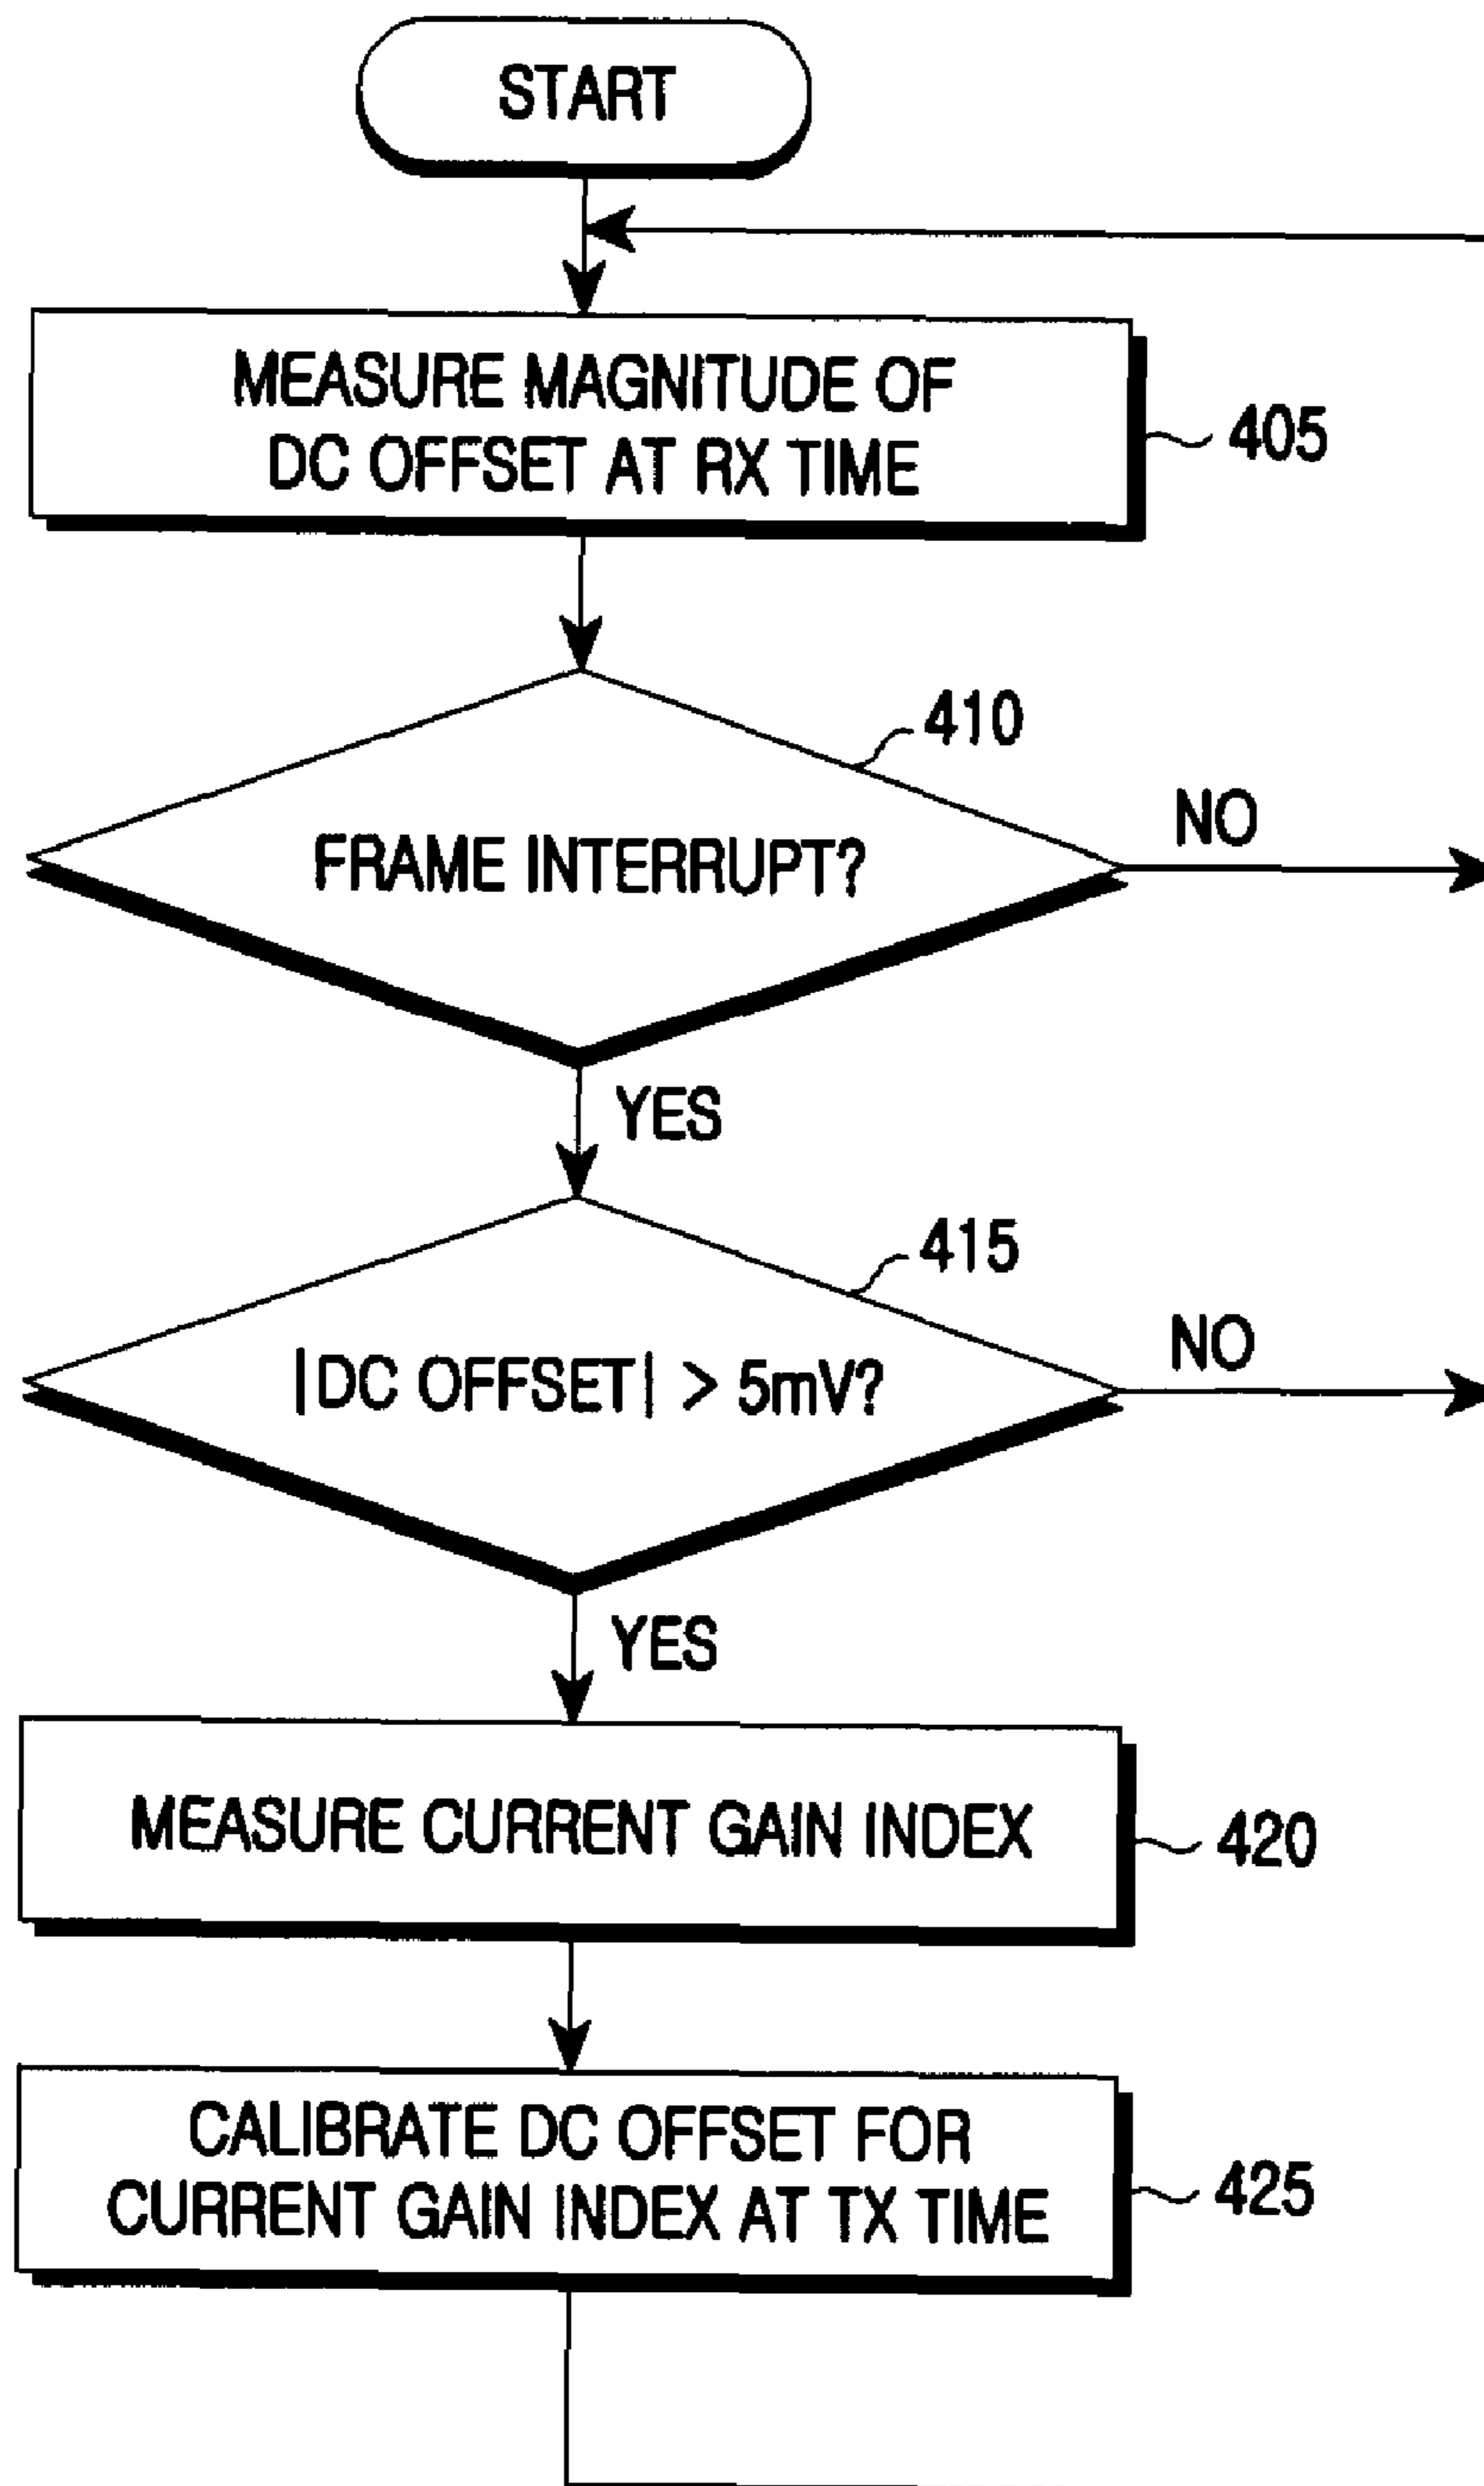 START
MEASURE MAGNITUDE OF
DC OFFSET AT RX TIME
405
410
FRAME INTERRUPT?
NO
YES
415
|DC OFFSET| > 5mV?
NO
YES
MEASURE CURRENT GAIN INDEX
420
CALIBRATE DC OFFSET FOR
CURRENT GAIN INDEX AT TX TIME
425